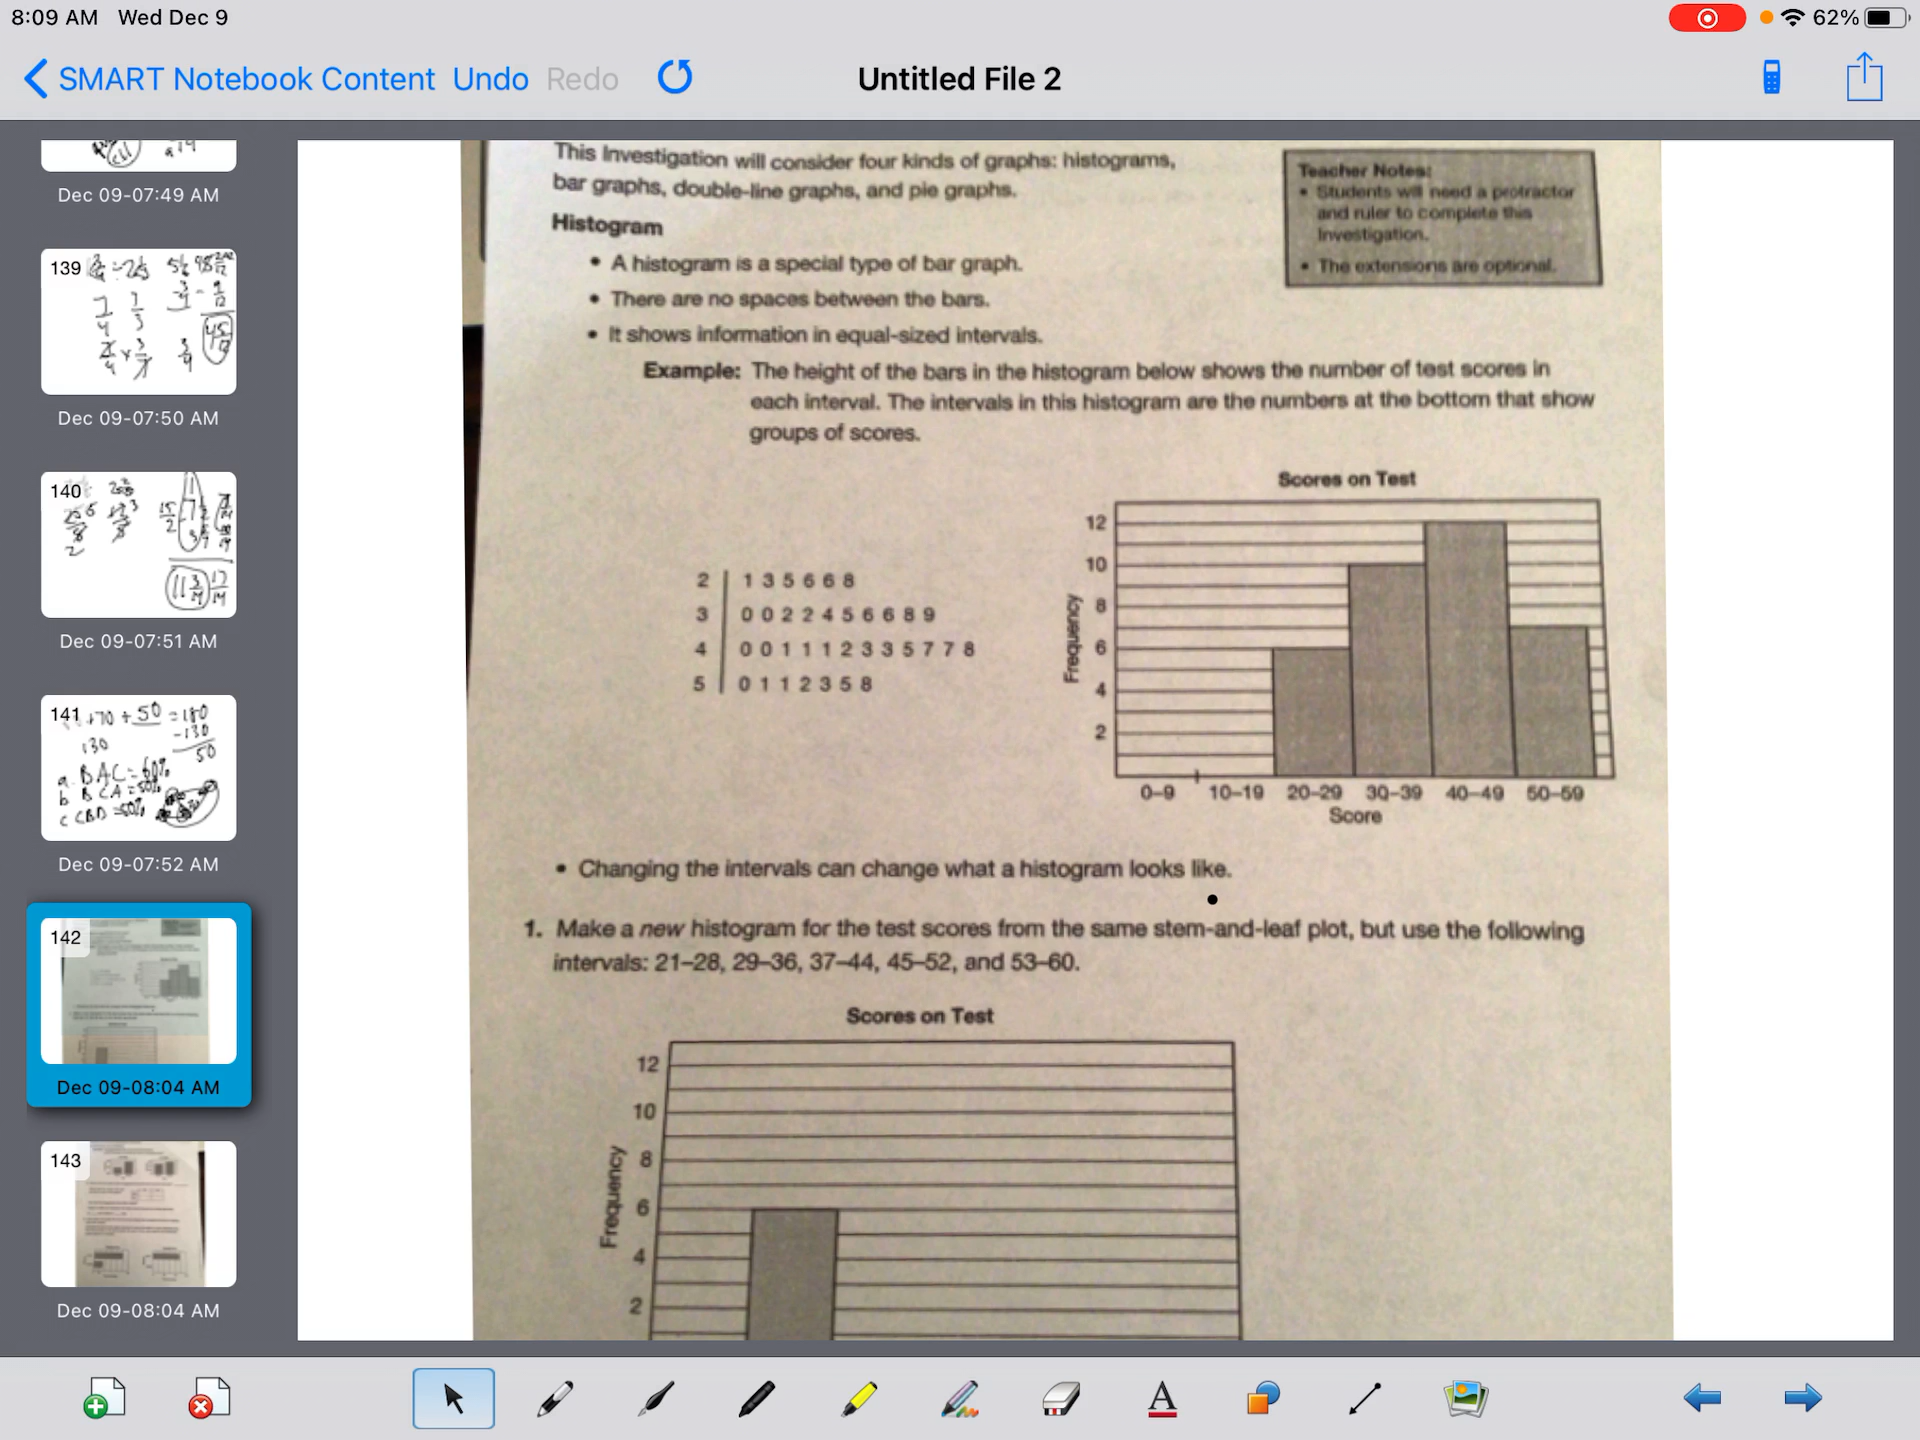 8:09 AM Wed Dec 9
62%
SMART Notebook Content Undo Redo
Untitled File 2
Dec 09-07:49 AM
139
Dec 09-07:50 AM
140
Dec 09-07:51 AM
141 +70 + 50 = 180
-130
130
50
a. BAC = 60%
b BCA = 50%
c CBD = 50%
Dec 09-07:52 AM
142
Dec 09-08:04 AM
143
Dec 09-08:04 AM
This Investigation will consider four kinds of graphs: histograms,
bar graphs, double-line graphs, and pie graphs.
Teacher Notes:
• Students will need a protractor
and ruler to complete this
Investigation.
• The extensions are optional.
Histogram
• A histogram is a special type of bar graph.
• There are no spaces between the bars.
• It shows information in equal-sized intervals.
Example: The height of the bars in the histogram below shows the number of test scores in
each interval. The intervals in this histogram are the numbers at the bottom that show
groups of scores.
2 | 1 3 5 6 6 8
3 | 0 0 2 2 4 5 6 6 8 9
4 | 0 0 1 1 1 2 3 3 5 7 7 8
5 | 0 1 1 2 3 5 8
Scores on Test
Frequency
12
10
8
6
4
2
0–9 10–19 20–29 30–39 40–49 50–59
Score
• Changing the intervals can change what a histogram looks like.
1. Make a new histogram for the test scores from the same stem-and-leaf plot, but use the following
intervals: 21–28, 29–36, 37–44, 45–52, and 53–60.
Scores on Test
Frequency
12
10
8
6
4
2
A